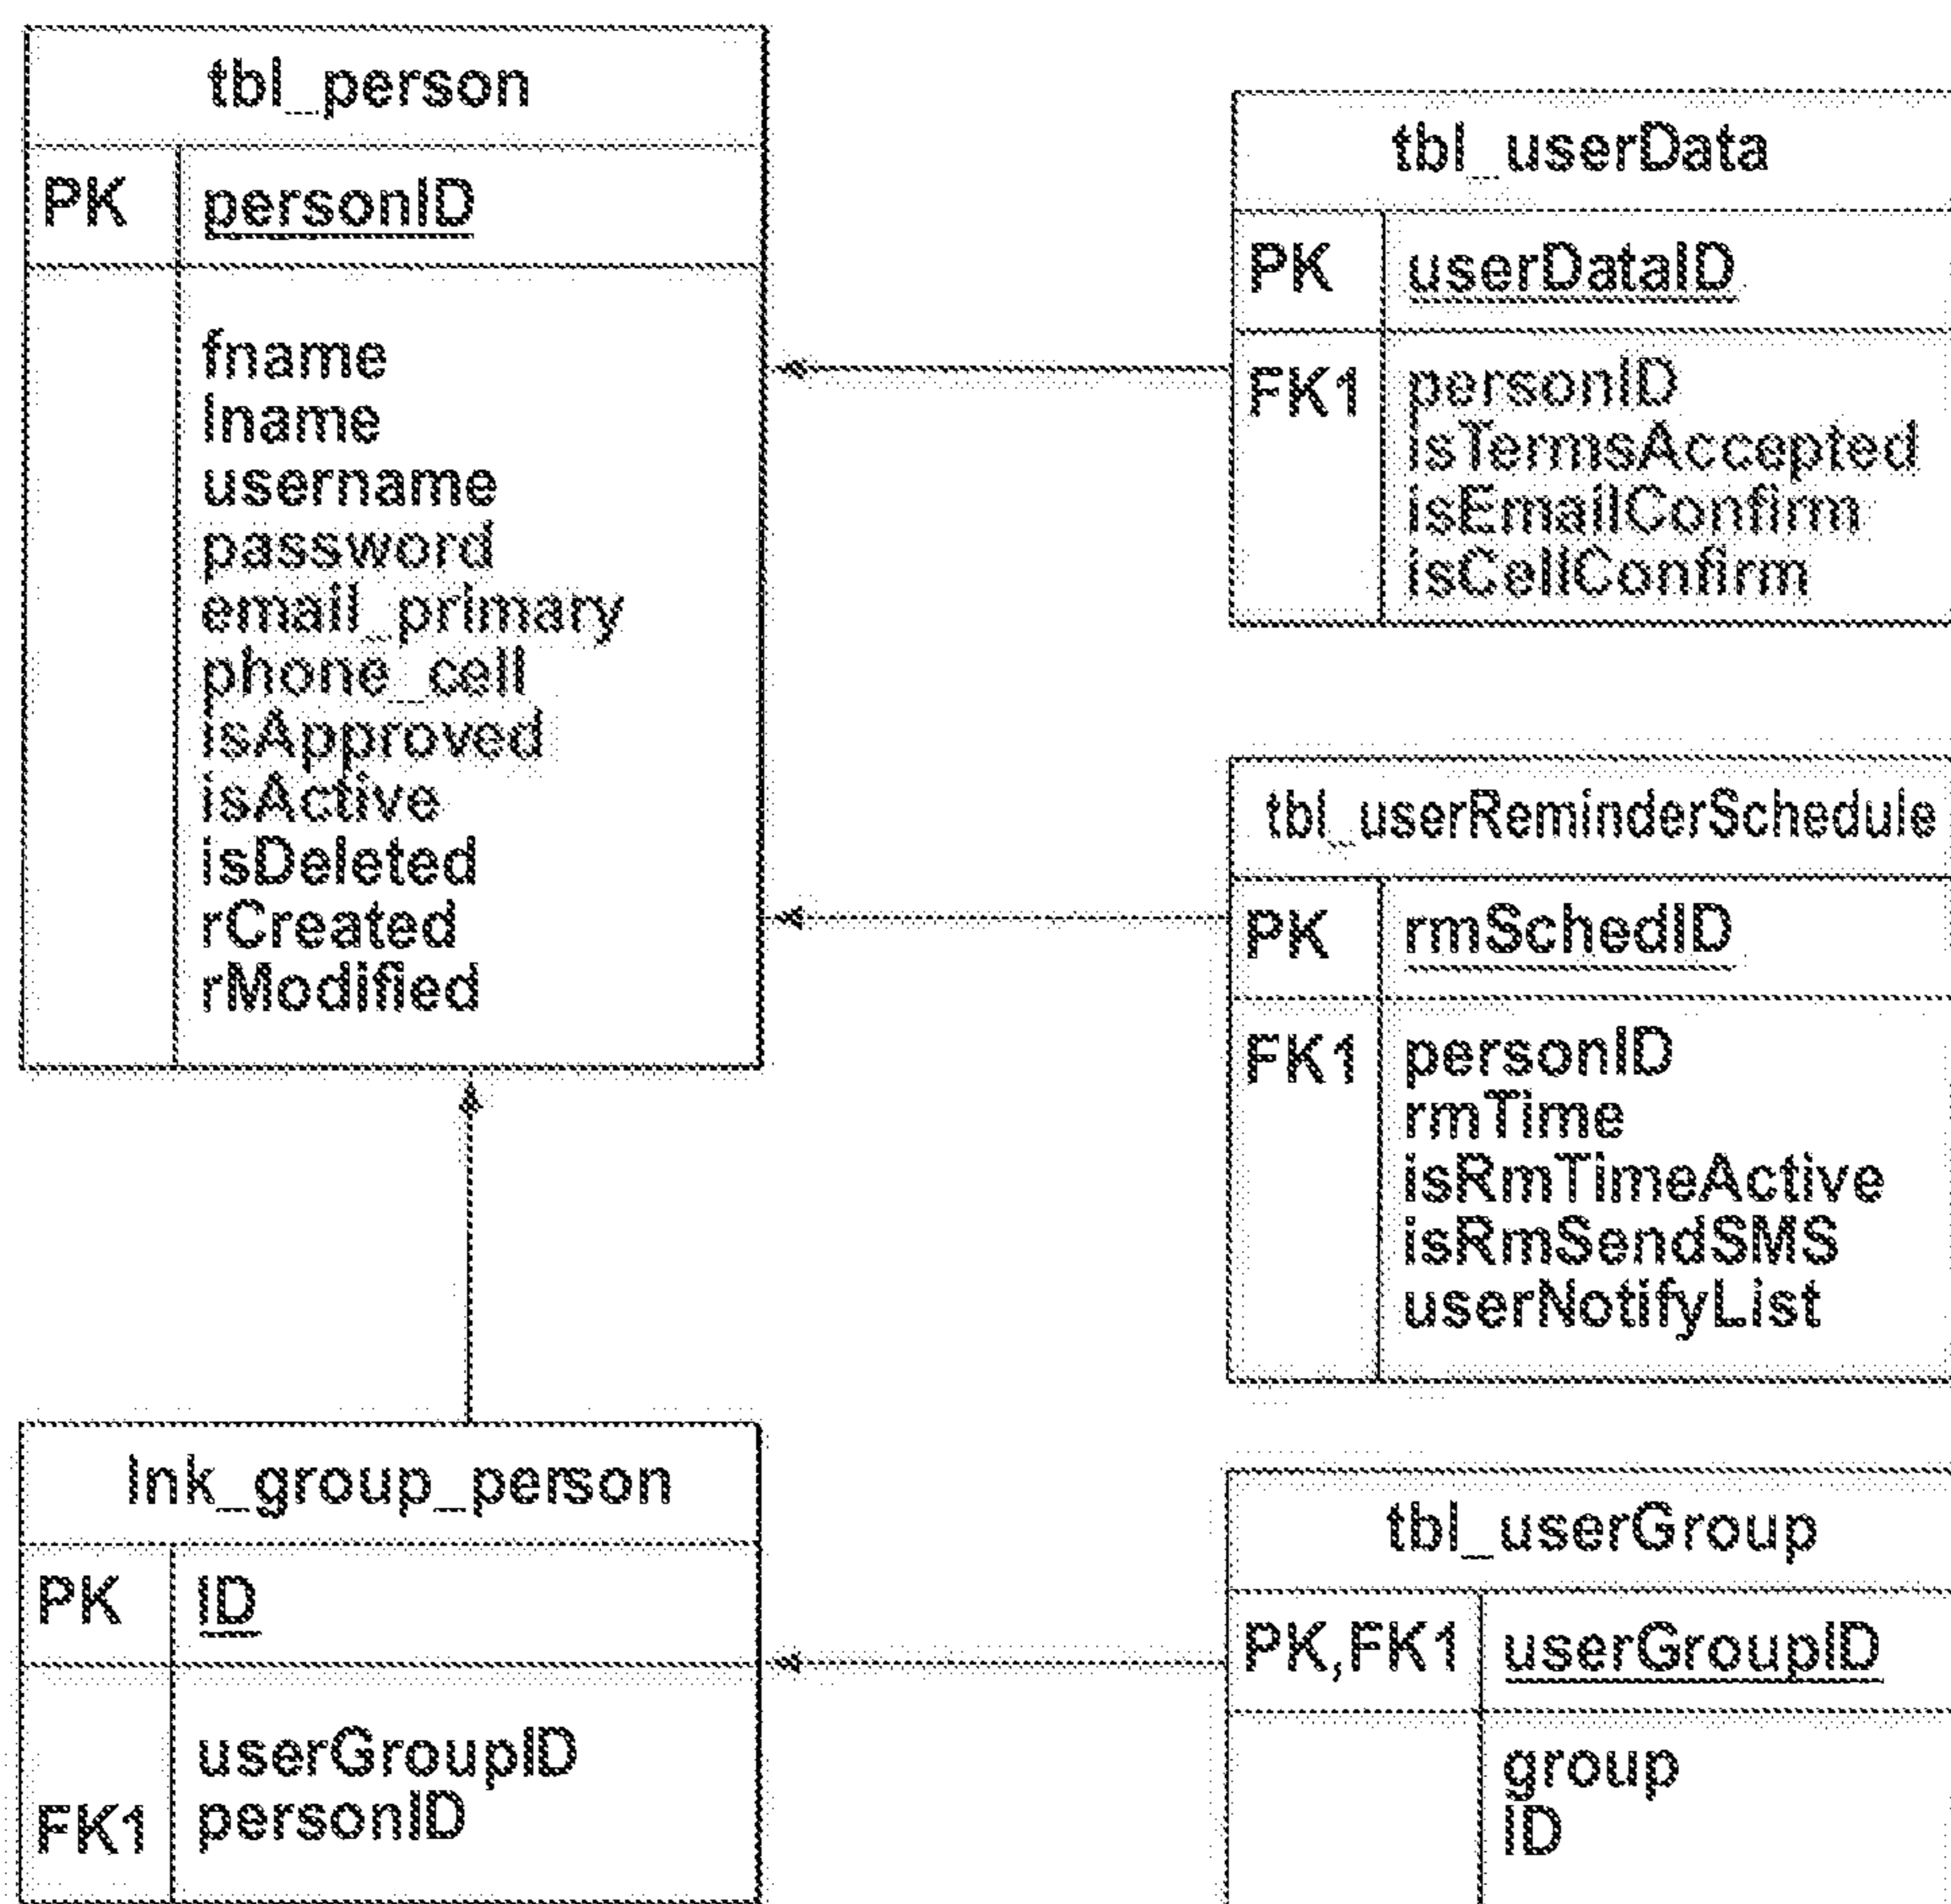 tbl_person
PK personID
fname
lname
username
password
email_primary
phone_cell
isApproved
isActive
isDeleted
rCreated
rModified
tbl_userData
PK userDataID
FK1 personID
isTermsAccepted
isEmailConfirm
isCellConfirm
tbl_userReminderSchedule
PK rmSchedID
FK1 personID
rmTime
isRmTimeActive
isRmSendSMS
userNotifyList
lnk_group_person
PK ID
userGroupID
FK1 personID
tbl_userGroup
PK,FK1 userGroupID
group
ID